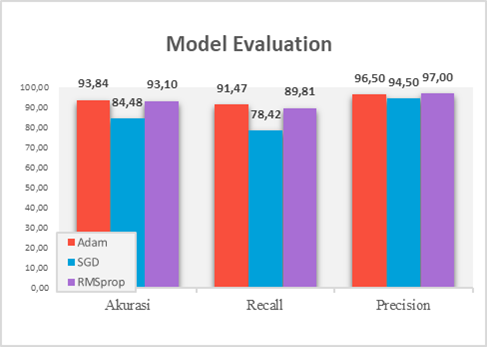 Model Evaluation
93,84
84,48
93,10
91,47
78,42
89,81
96,50
94,50
97,00
100,00
90,00
80,00
70,00
60,00
50,00
40,00
30,00
20,00
10,00
0,00
Adam
SGD
RMSprop
Akurasi
Recall
Precision